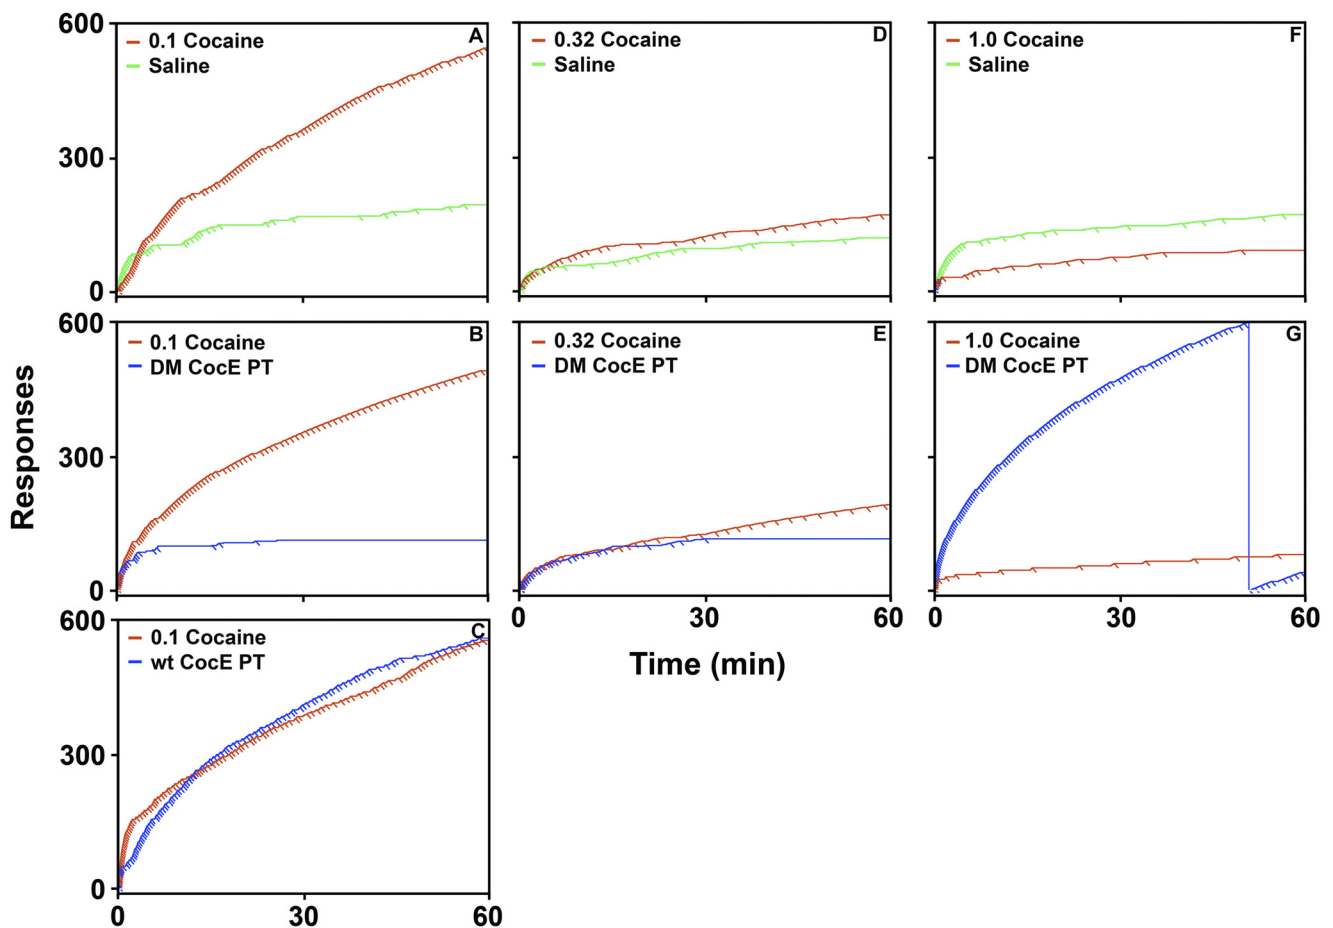 600
300
0
0.1 Cocaine
Saline
A
0.32 Cocaine
Saline
D
1.0 Cocaine
Saline
F
600
300
0
0.1 Cocaine
DM CocE PT
B
0.32 Cocaine
DM CocE PT
E
0 30 60
1.0 Cocaine
DM CocE PT
G
0 30 60
Responses
Time (min)
600
300
0
0.1 Cocaine
wt CocE PT
C
0 30 60